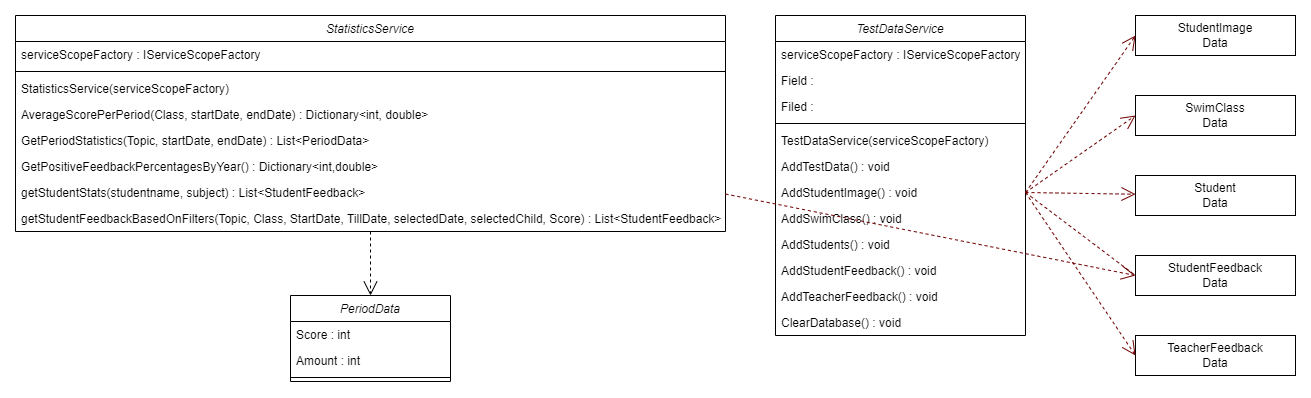 StatisticsService
serviceScopeFactory : IServiceScopeFactory
StatisticsService(serviceScopeFactory)
AverageScorePerPeriod(Class, startDate, endDate) : Dictionary<int, double>
GetPeriodStatistics(Topic, startDate, endDate) : List<PeriodData>
GetPositiveFeedbackPercentagesByYear() : Dictionary<int,double>
getStudentStats(studentname, subject) : List<StudentFeedback>
getStudentFeedbackBasedOnFilters(Topic, Class, StartDate, TillDate, selectedDate, selectedChild, Score) : List<StudentFeedback>
PeriodData
Score : int
Amount : int
TestDataService
serviceScopeFactory : IServiceScopeFactory
Field :
Filed :
TestDataService(serviceScopeFactory)
AddTestData() : void
AddStudentImage() : void
AddSwimClass() : void
AddStudents() : void
AddStudentFeedback() : void
AddTeacherFeedback() : void
ClearDatabase() : void
StudentImage
Data
SwimClass
Data
Student
Data
StudentFeedback
Data
TeacherFeedback
Data